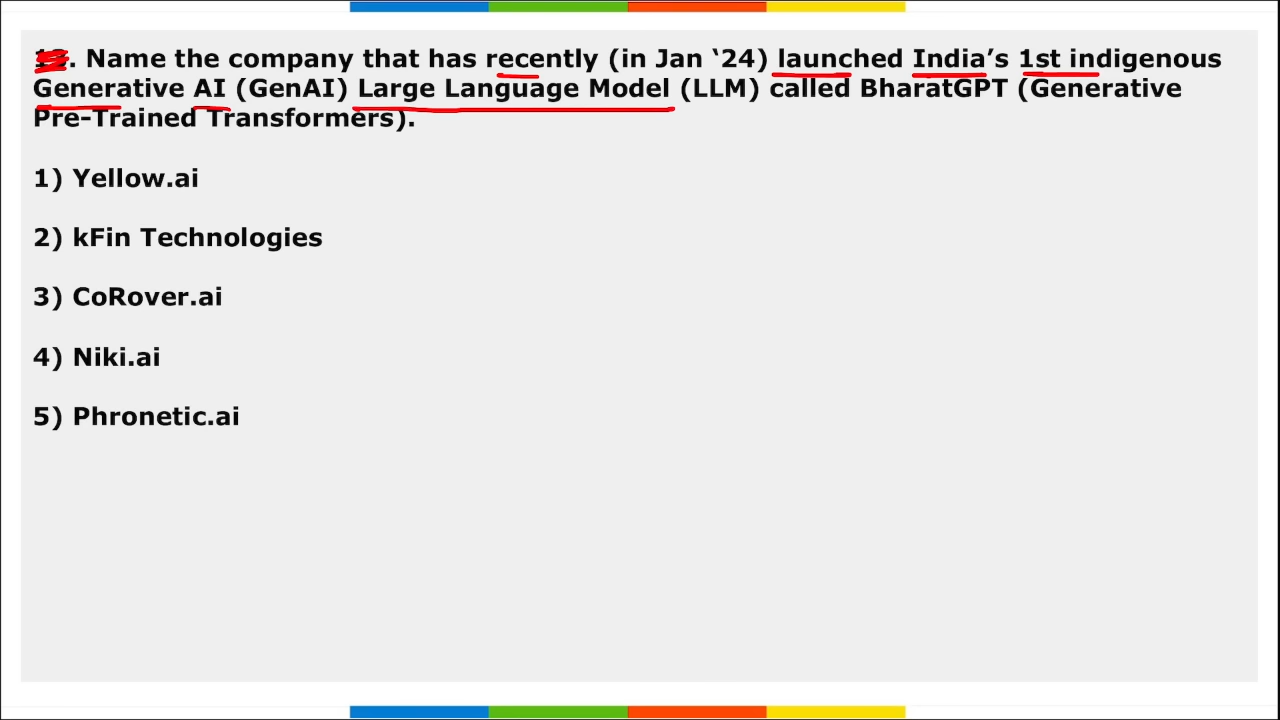 . Name the company that has recently (in Jan ‘24) launched India’s 1st indigenous
Generative AI (GenAI) Large Language Model (LLM) called BharatGPT (Generative
Pre-Trained Transformers).
1) Yellow.ai
2) kFin Technologies
3) CoRover.ai
4) Niki.ai
5) Phronetic.ai